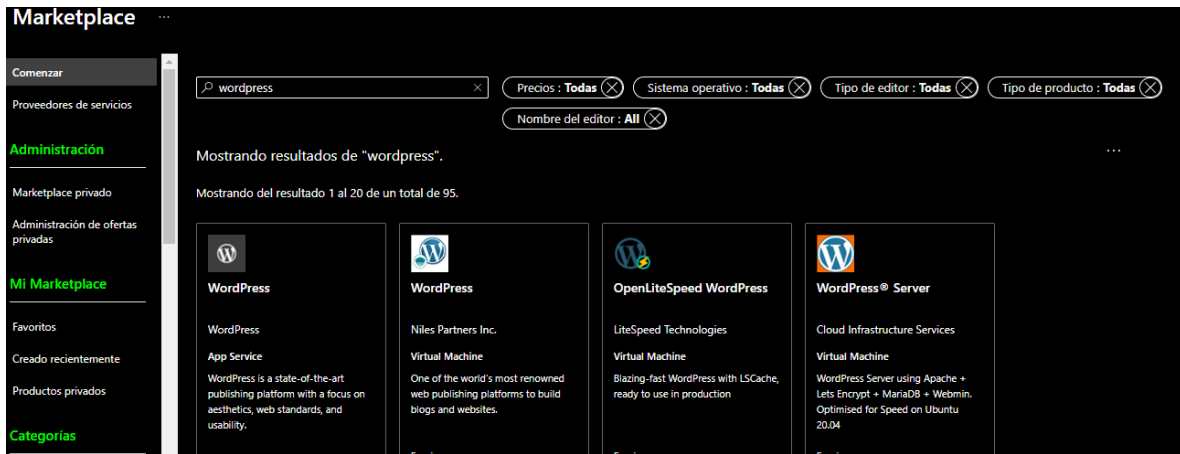 Marketplace ...
Comenzar
Proveedores de servicios
Administración
Marketplace privado
Administración de ofertas
privadas
Mi Marketplace
Favoritos
Creado recientemente
Productos privados
Categorías
wordpress
Precios : Todas
Sistema operativo : Todas
Tipo de editor : Todas
Tipo de producto : Todas
Nombre del editor : All
Mostrando resultados de "wordpress".
...
Mostrando del resultado 1 al 20 de un total de 95.
WordPress
WordPress
App Service
WordPress is a state-of-the-art
publishing platform with a focus on
aesthetics, web standards, and
usability.
WordPress
Niles Partners Inc.
Virtual Machine
One of the world's most renowned
web publishing platforms to build
blogs and websites.
OpenLiteSpeed WordPress
LiteSpeed Technologies
Virtual Machine
Blazing-fast WordPress with LSCache,
ready to use in production
WordPress® Server
Cloud Infrastructure Services
Virtual Machine
WordPress Server using Apache +
Lets Encrypt + MariaDB + Webmin.
Optimised for Speed on Ubuntu
20.04